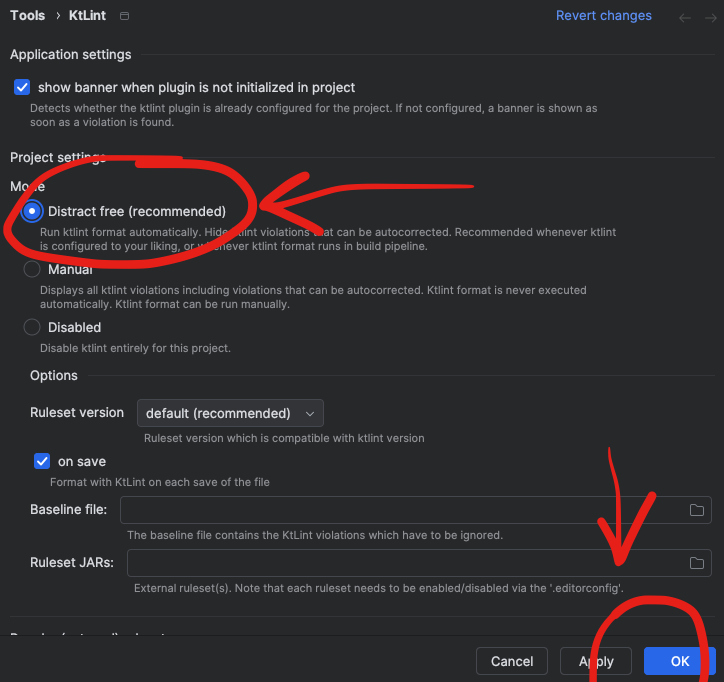 Tools › KtLint Revert changes
Application settings
show banner when plugin is not initialized in project
Detects whether the ktlint plugin is already configured for the project. If not configured, a banner is shown as
soon as a violation is found.
Project settings
Mode
Distract free (recommended)
Run ktlint format automatically. Hide ktlint violations that can be autocorrected. Recommended whenever ktlint
is configured to your liking, or whenever ktlint format runs in build pipeline.
Manual
Displays all ktlint violations including violations that can be autocorrected. Ktlint format is never executed
automatically. Ktlint format can be run manually.
Disabled
Disable ktlint entirely for this project.
Options
Ruleset version default (recommended)
Ruleset version which is compatible with ktlint version
on save
Format with KtLint on each save of the file
Baseline file:
The baseline file contains the KtLint violations which have to be ignored.
Ruleset JARs:
External ruleset(s). Note that each ruleset needs to be enabled/disabled via the '.editorconfig'.
Cancel Apply OK